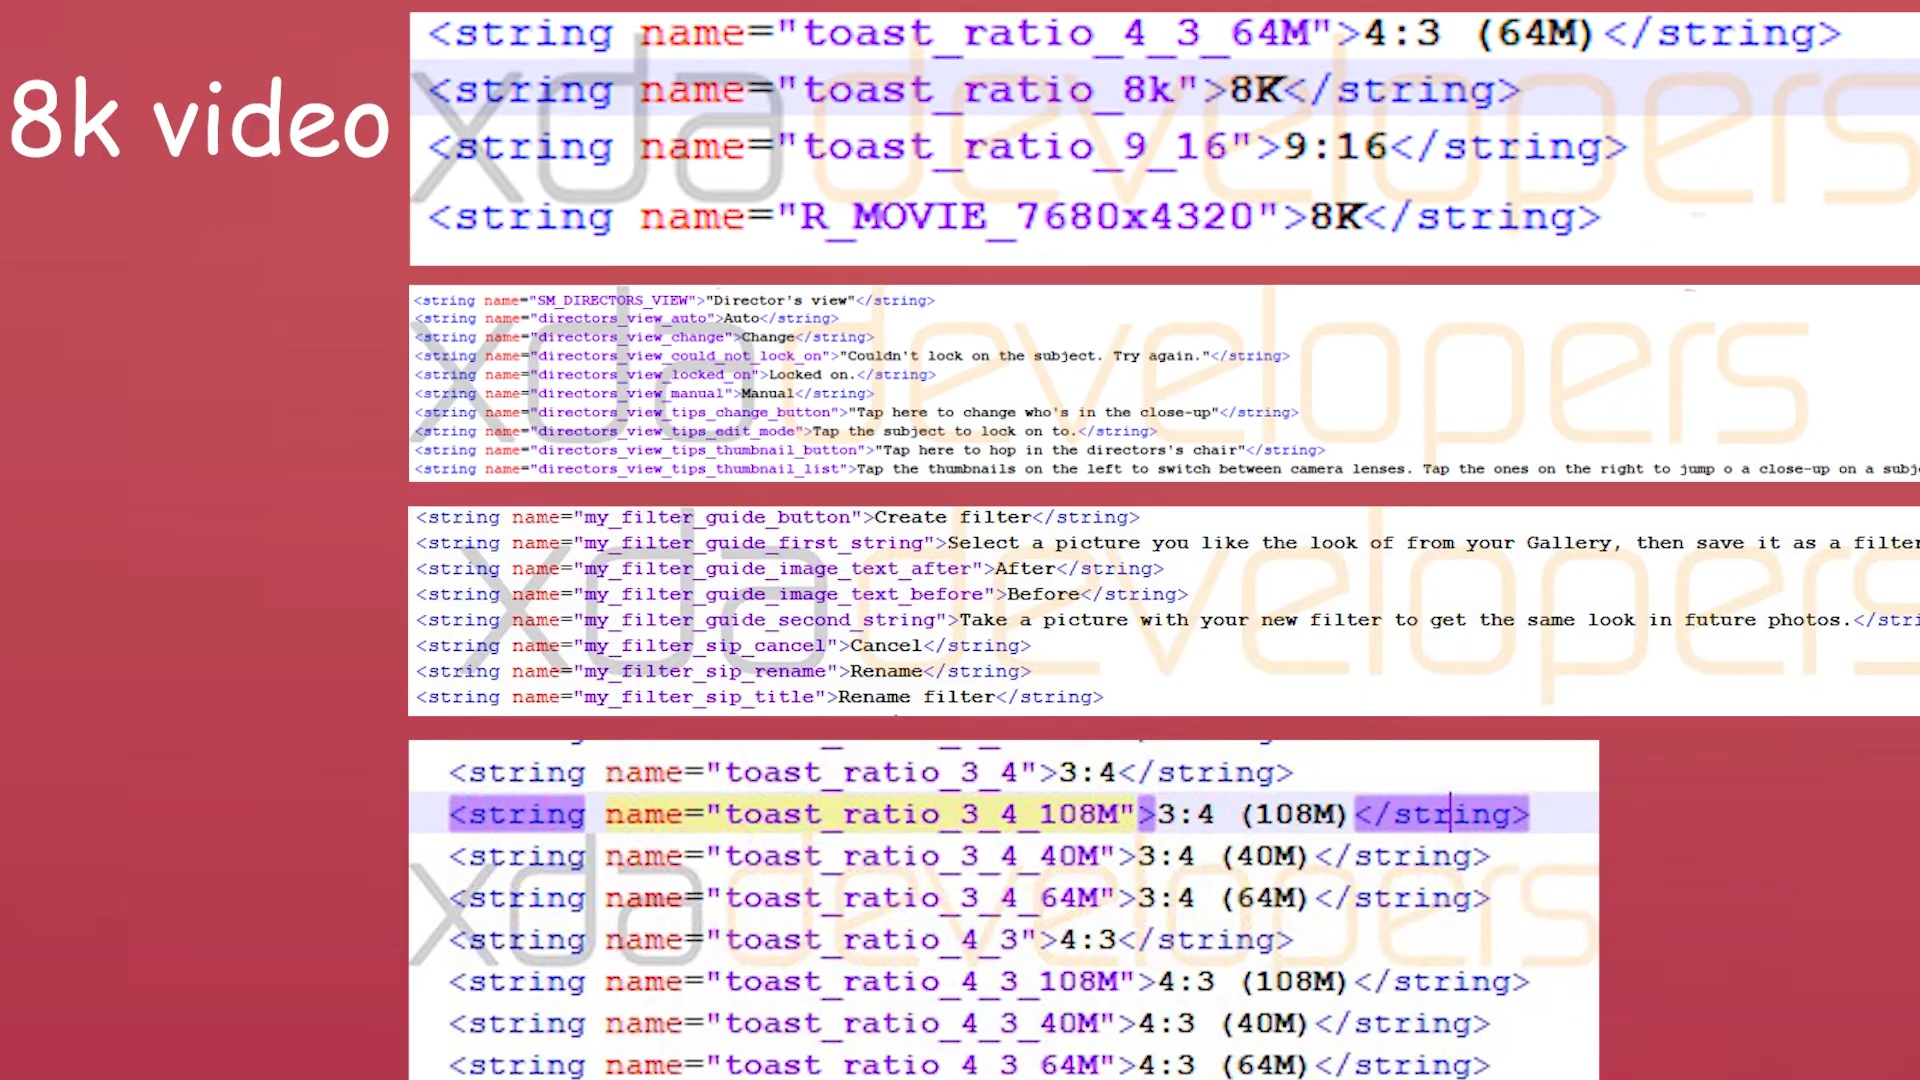 8k video
<string name="toast_ratio_4_3_64M">4:3 (64M)</string>
<string name="toast_ratio_8k">8K</string>
<string name="toast_ratio_9_16">9:16</string>
<string name="R_MOVIE_7680x4320">8K</string>
<string name="SM_DIRECTORS_VIEW">"Director's view"</string>
<string name="directors_view_auto">Auto</string>
<string name="directors_view_change">Change</string>
<string name="directors_view_could_not_lock_on">"Couldn't lock on the subject. Try again."</string>
<string name="directors_view_locked_on">Locked on.</string>
<string name="directors_view_manual">Manual</string>
<string name="directors_view_tips_change_button">"Tap here to change who's in the close-up"</string>
<string name="directors_view_tips_edit_mode">Tap the subject to lock on to.</string>
<string name="directors_view_tips_thumbnail_button">"Tap here to hop in the directors's chair"</string>
<string name="directors_view_tips_thumbnail_list">Tap the thumbnails on the left to switch between camera lenses. Tap the ones on the right to jump o a close-up on a subj
<string name="my_filter_guide_button">Create filter</string>
<string name="my_filter_guide_first_string">Select a picture you like the look of from your Gallery, then save it as a filter
<string name="my_filter_guide_image_text_after">After</string>
<string name="my_filter_guide_image_text_before">Before</string>
<string name="my_filter_guide_second_string">Take a picture with your new filter to get the same look in future photos.</stri
<string name="my_filter_sip_cancel">Cancel</string>
<string name="my_filter_sip_rename">Rename</string>
<string name="my_filter_sip_title">Rename filter</string>
<string name="toast_ratio_3_4">3:4</string>
<string name="toast_ratio_3_4_108M">3:4 (108M)</string>
<string name="toast_ratio_3_4_40M">3:4 (40M)</string>
<string name="toast_ratio_3_4_64M">3:4 (64M)</string>
<string name="toast_ratio_4_3">4:3</string>
<string name="toast_ratio_4_3_108M">4:3 (108M)</string>
<string name="toast_ratio_4_3_40M">4:3 (40M)</string>
<string name="toast_ratio_4_3_64M">4:3 (64M)</string>
xdadevelopers
xdadevelopers
xdadevelopers
xdadevelopers